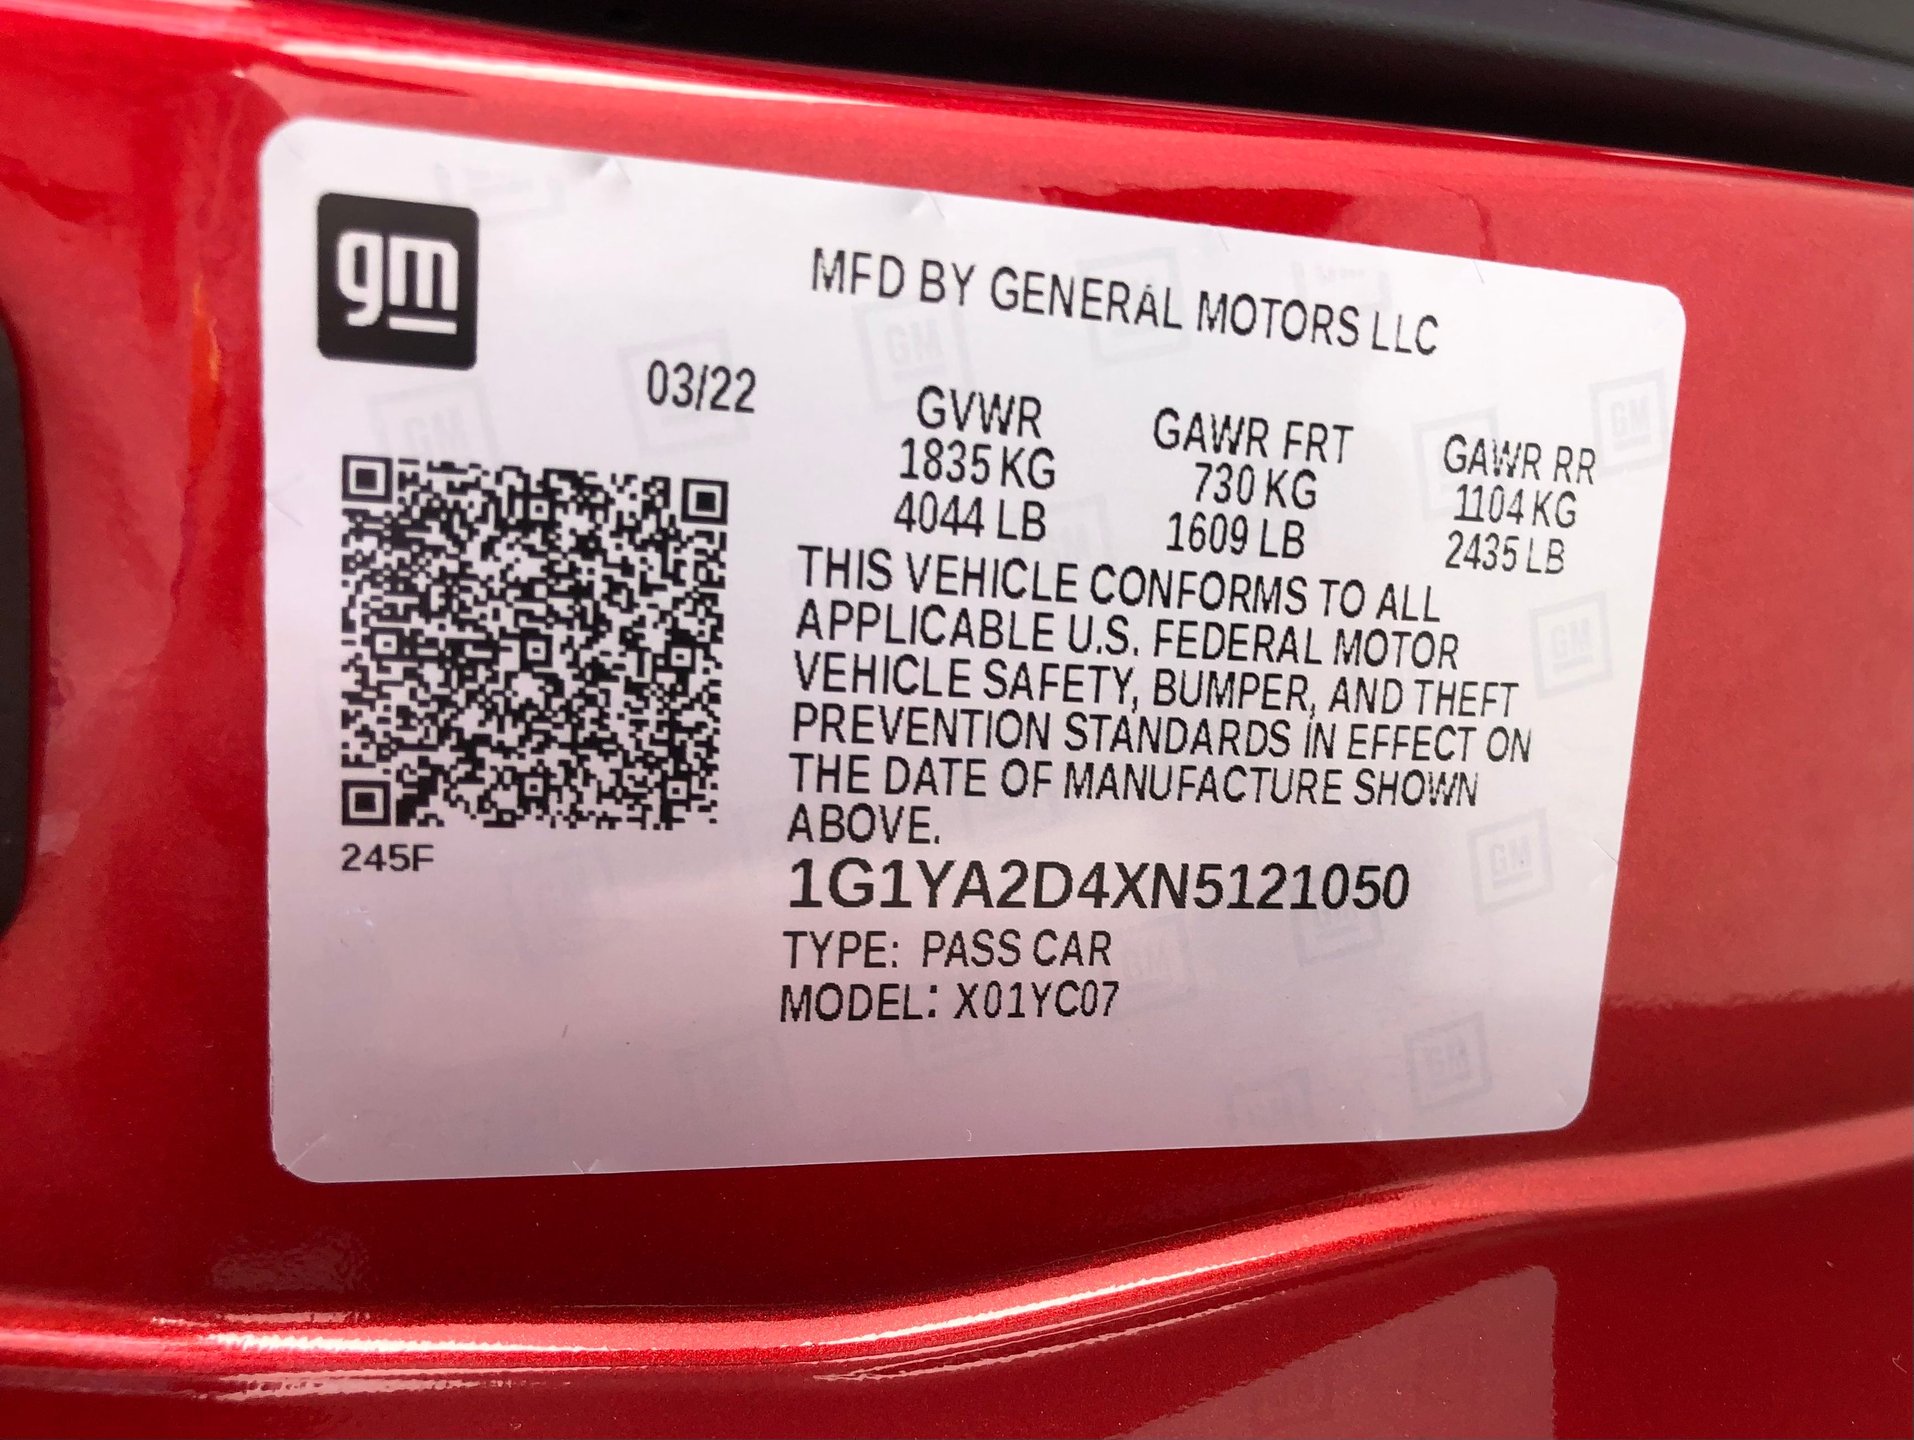 gm
MFD BY GENERAL MOTORS LLC
03/22
GVWR GAWR FRT GAWR RR
1835 KG 730 KG 1104 KG
4044 LB 1609 LB 2435 LB
THIS VEHICLE CONFORMS TO ALL
APPLICABLE U.S. FEDERAL MOTOR
VEHICLE SAFETY, BUMPER, AND THEFT
PREVENTION STANDARDS IN EFFECT ON
THE DATE OF MANUFACTURE SHOWN
ABOVE.
245F
1G1YA2D4XN5121050
TYPE: PASS CAR
MODEL: X01YC07